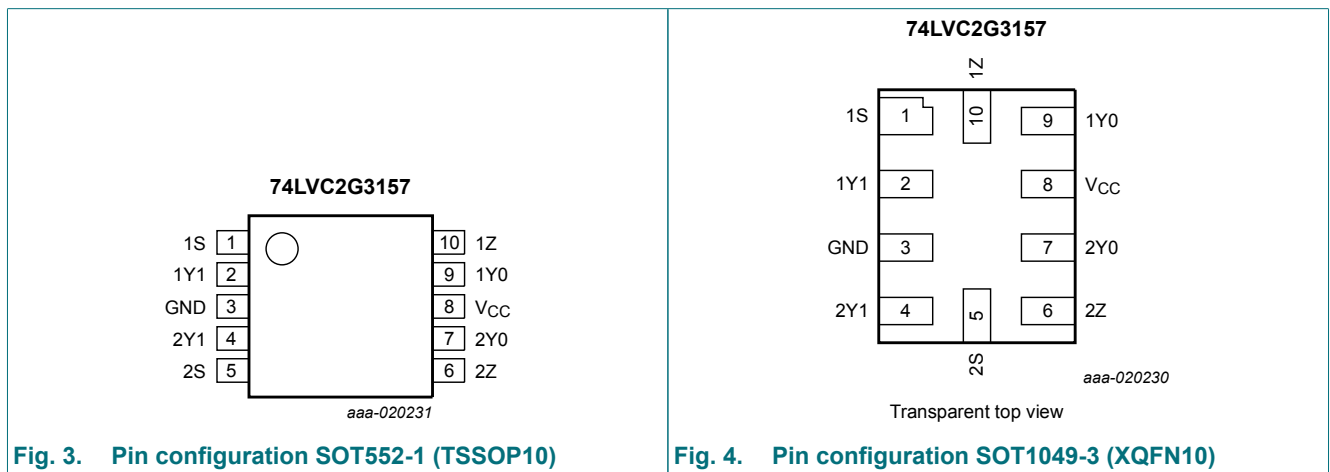 74LVC2G3157
1S 1
10 1Z
1Y1 2
9 1Y0
GND 3
8 VCC
2Y1 4
7 2Y0
2S 5
6 2Z
aaa-020231
Fig. 3. Pin configuration SOT552-1 (TSSOP10)
74LVC2G3157
1Z
10
1S 1
9 1Y0
1Y1 2
8 VCC
GND 3
7 2Y0
2Y1 4
5
6 2Z
2S
aaa-020230
Transparent top view
Fig. 4. Pin configuration SOT1049-3 (XQFN10)